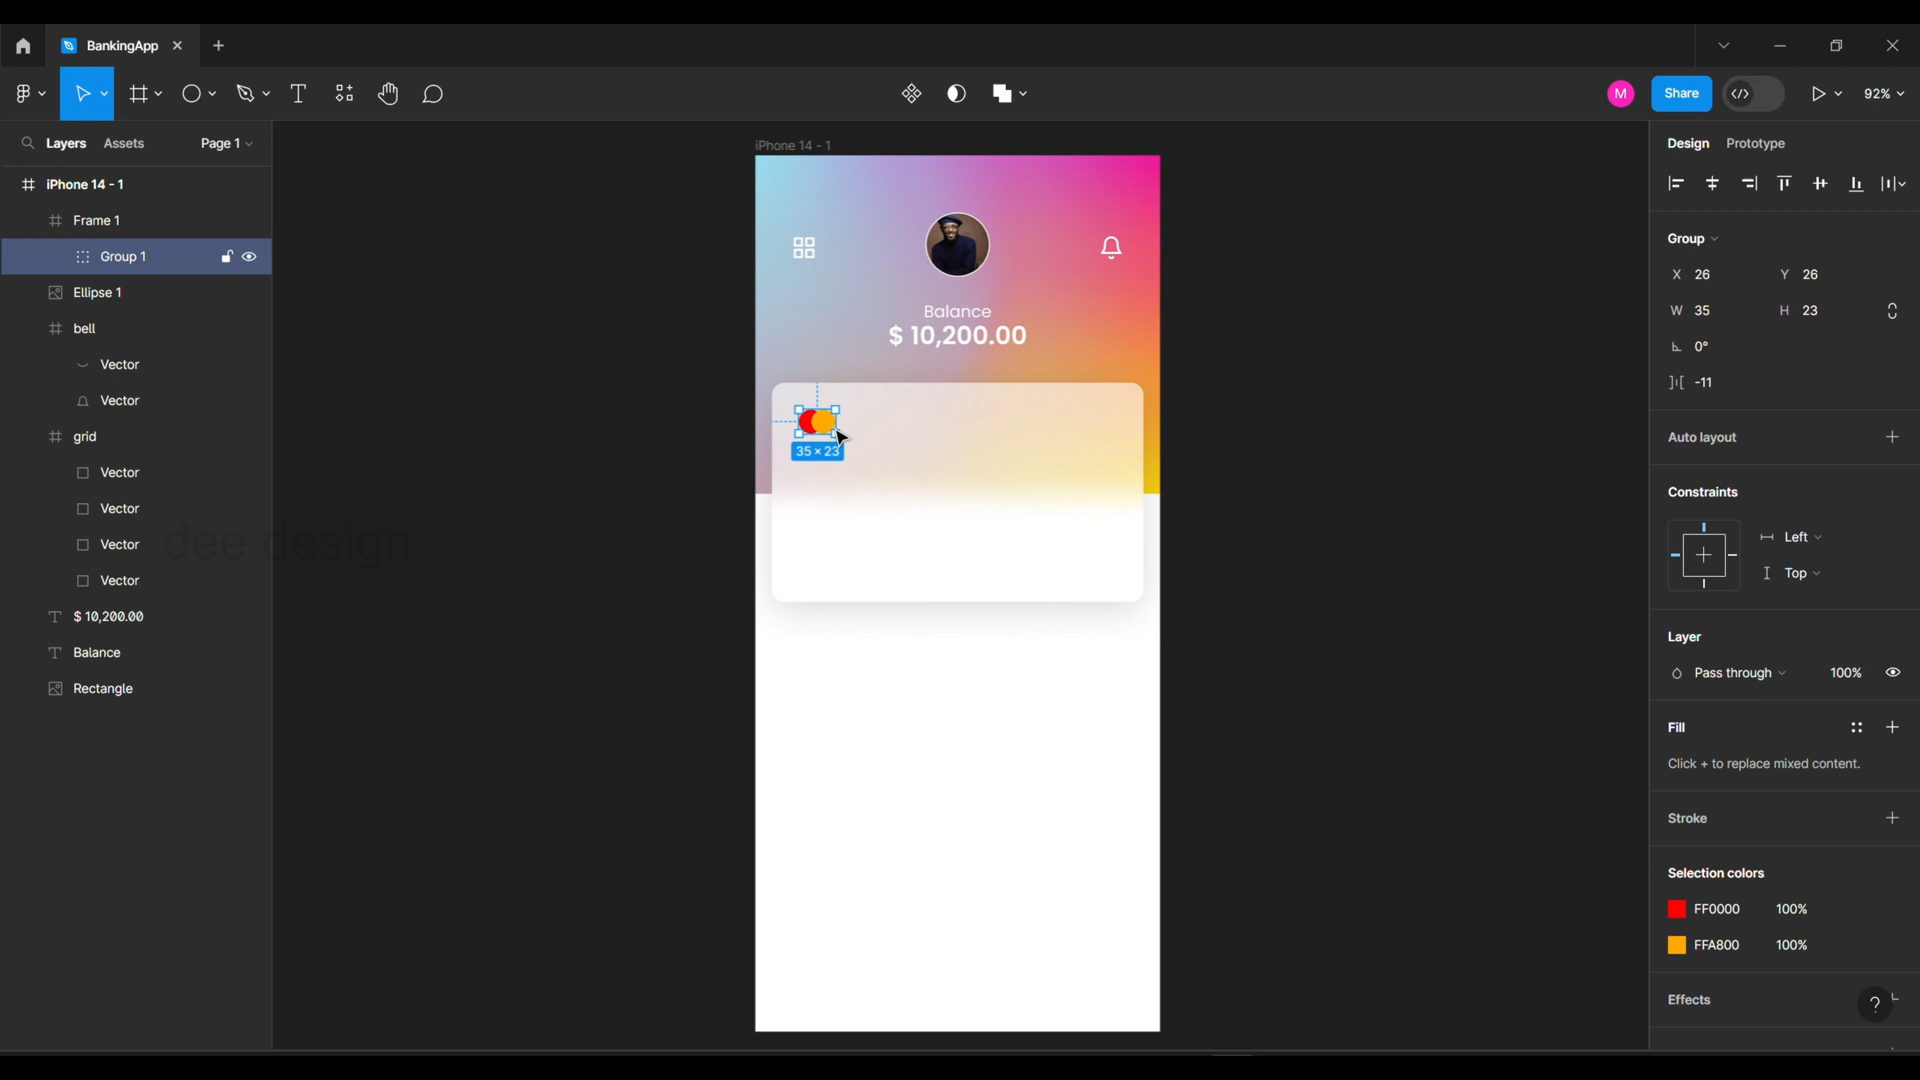 BankingApp
M
Share
92%
Layers
Assets
Page 1
Design
Prototype
iPhone 14 - 1
iPhone 14 - 1
Frame 1
Group 1
Ellipse 1
bell
Vector
Vector
grid
Vector
Vector
Vector
Vector
dee design
$ 10,200.00
Balance
Rectangle
Balance
$ 10,200.00
35 × 23
Group
X 26
Y 26
W 35
H 23
0°
-11
Auto layout
Constraints
Left
Top
Layer
Pass through
100%
Fill
Click + to replace mixed content.
Stroke
Selection colors
FF0000 100%
FFA800 100%
Effects
?